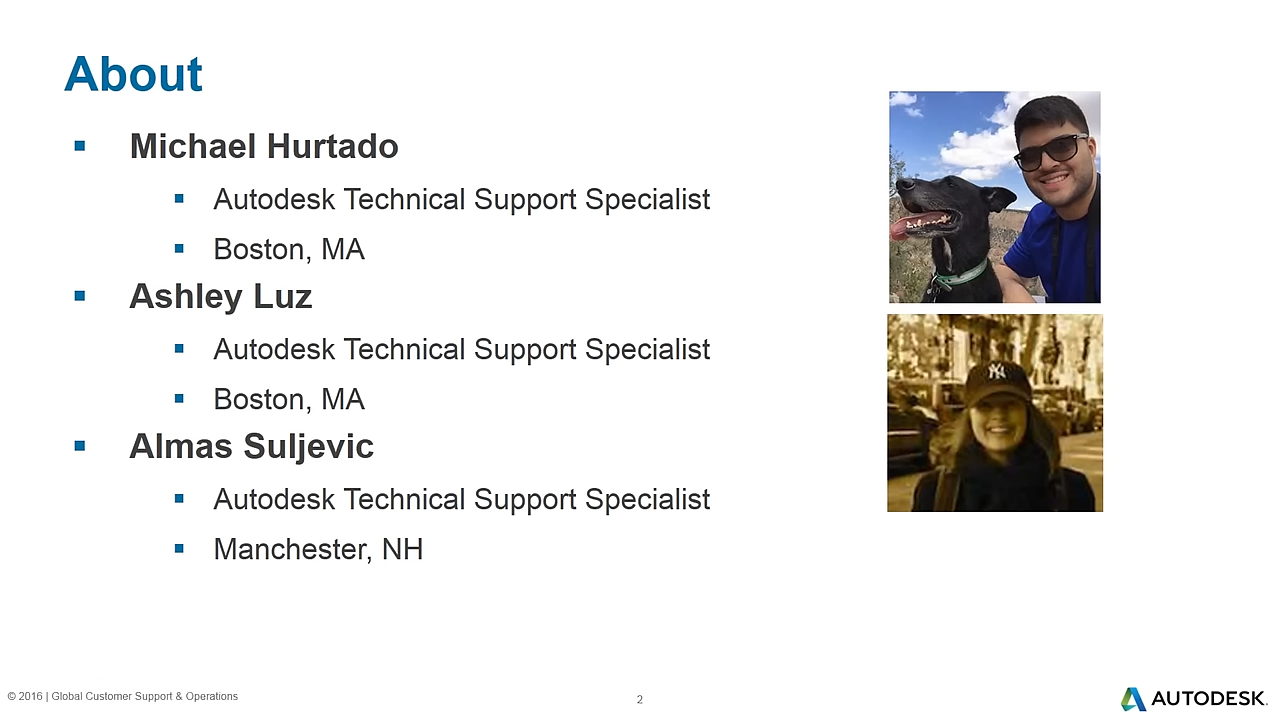 About
Michael Hurtado
Autodesk Technical Support Specialist
Boston, MA
Ashley Luz
Autodesk Technical Support Specialist
Boston, MA
Almas Suljevic
Autodesk Technical Support Specialist
Manchester, NH
NY
© 2016 | Global Customer Support & Operations
2
AUTODESK.